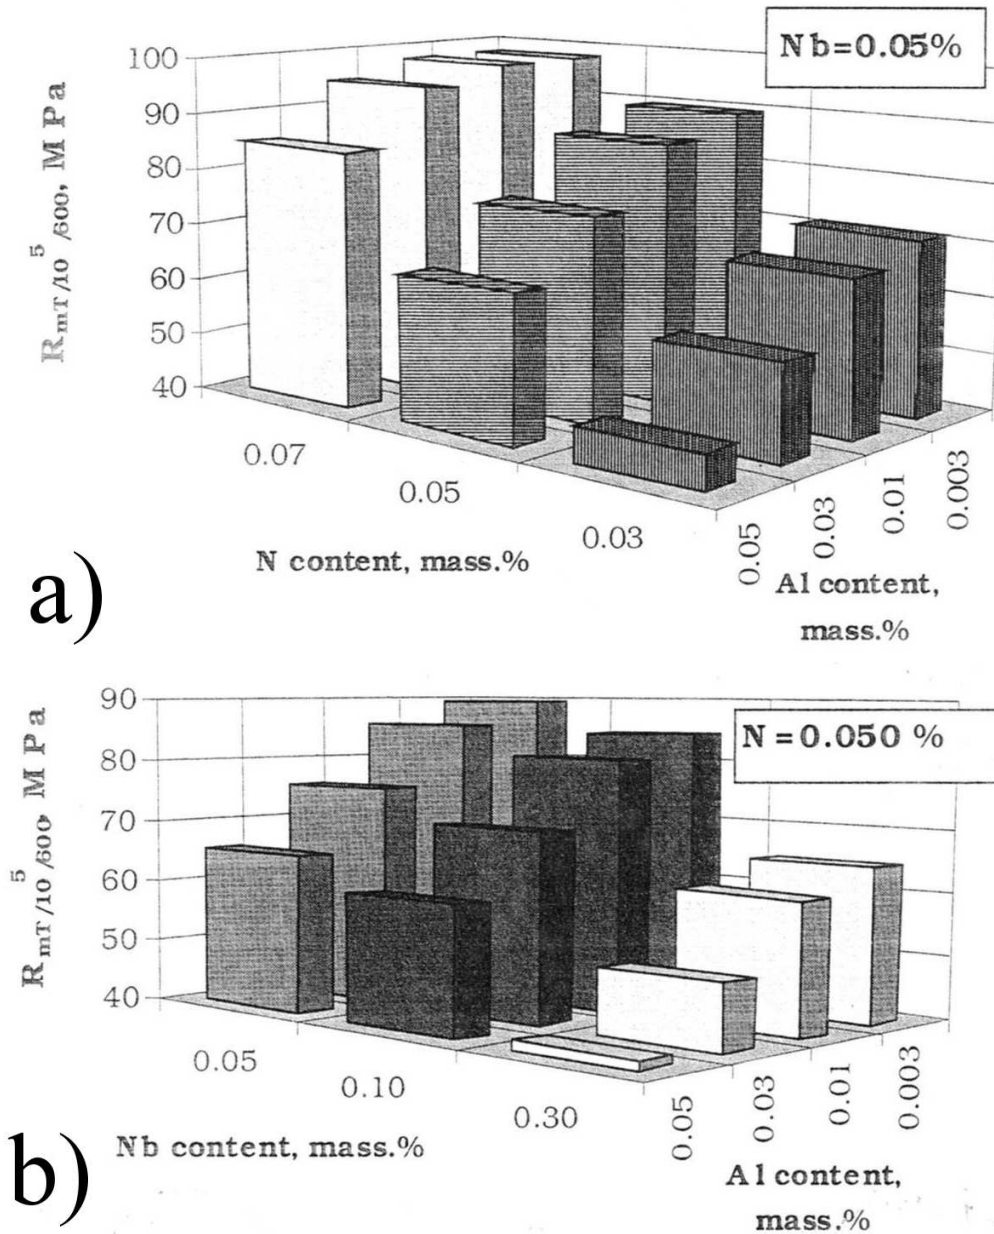 Nb=0.05%
R mT/10 5 /600, M Pa
100
90
80
70
60
50
40
0.07
0.05
0.03
N content, mass.%
0.05
0.03
0.01
0.003
Al content,
mass.%
a)
N=0.050 %
R mT/10 5 /600, M Pa
90
80
70
60
50
40
0.05
0.10
0.30
Nb content, mass.%
0.05
0.03
0.01
0.003
Al content,
mass.%
b)